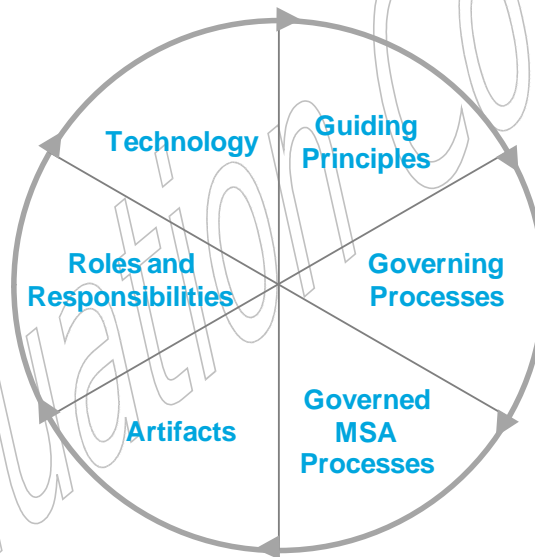 Technology
Guiding
Principles
Roles and
Responsibilities
Governing
Processes
Artifacts
Governed
MSA
Processes